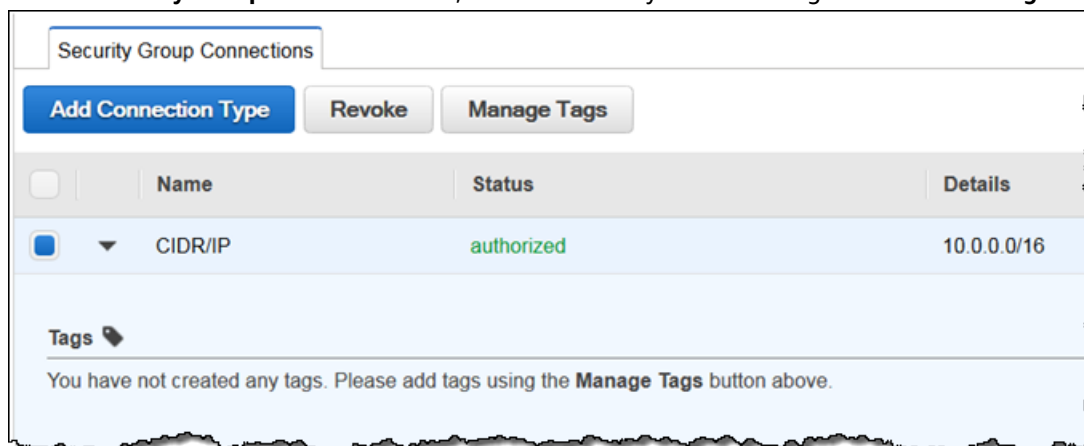 Security Group Connections
Add Connection Type Revoke Manage Tags
Name Status Details
CIDR/IP authorized 10.0.0.0/16
Tags
You have not created any tags. Please add tags using the Manage Tags button above.